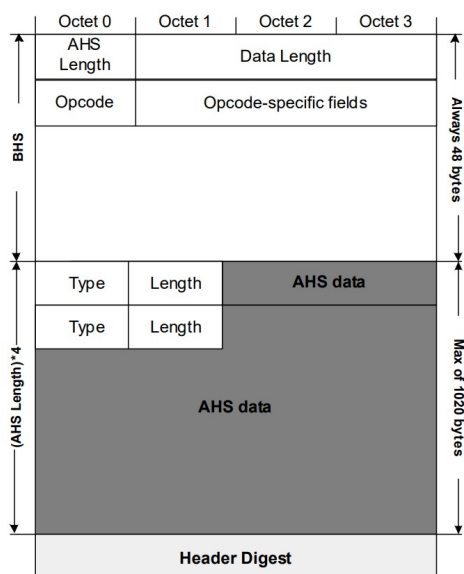 Octet 0 Octet 1 Octet 2 Octet 3
AHS
Length
Data Length
Opcode Opcode-specific fields
BHS
Always 48 bytes
Type Length AHS data
Type Length
AHS data
(AHS Length)*4
Max of 1020 bytes
Header Digest